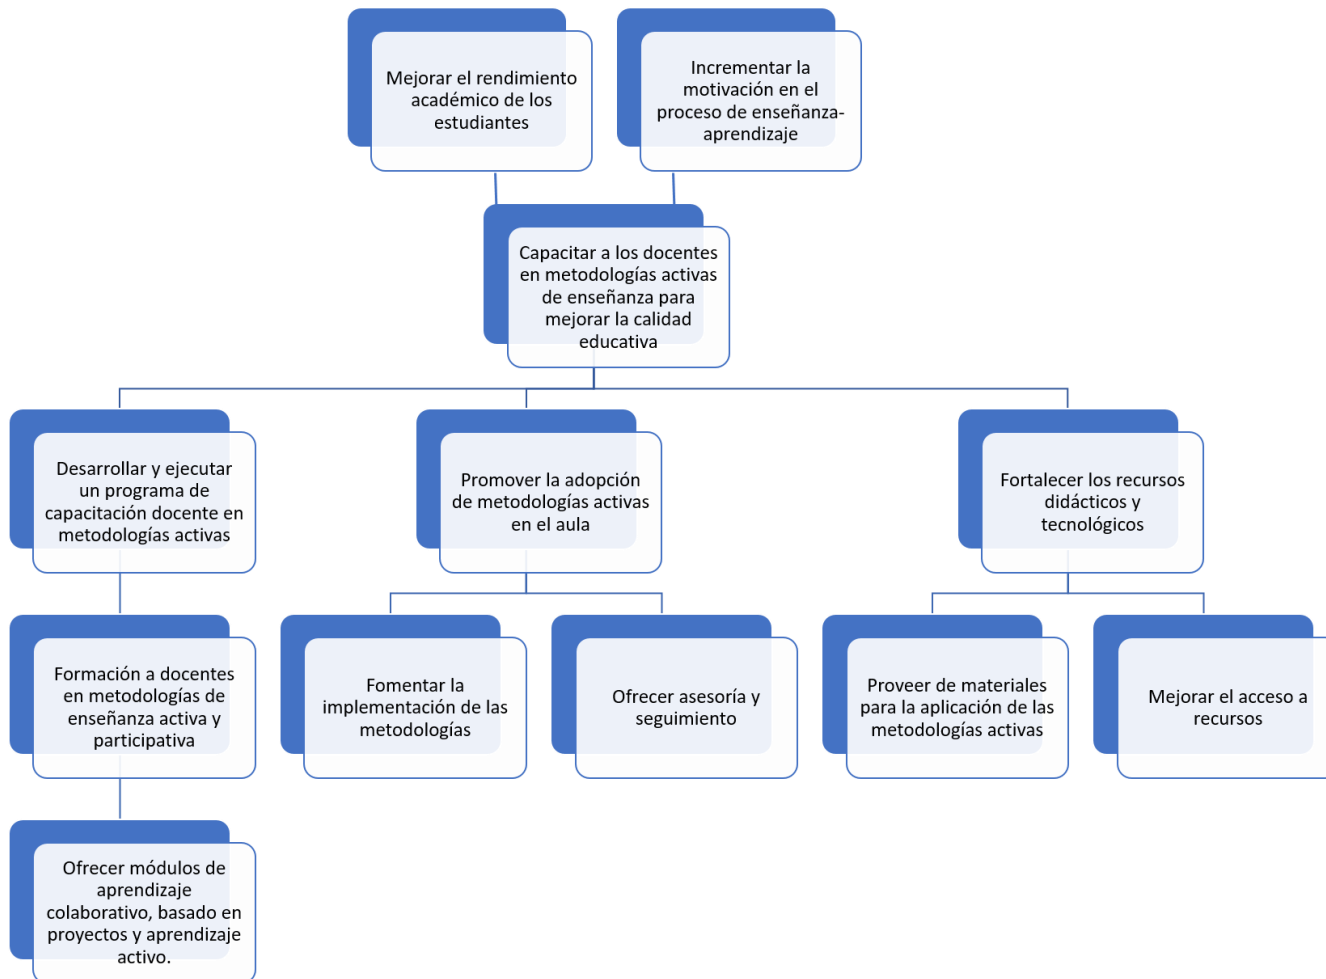 Mejorar el rendimiento
académico de los
estudiantes
Incrementar la
motivación en el
proceso de enseñanza-
aprendizaje
Capacitar a los docentes
en metodologías activas
de enseñanza para
mejorar la calidad
educativa
Desarrollar y ejecutar
un programa de
capacitación docente en
metodologías activas
Promover la adopción
de metodologías activas
en el aula
Fortalecer los recursos
didácticos y
tecnológicos
Formación a docentes
en metodologías de
enseñanza activa y
participativa
Fomentar la
implementación de las
metodologías
Ofrecer asesoría y
seguimiento
Proveer de materiales
para la aplicación de las
metodologías activas
Mejorar el acceso a
recursos
Ofrecer módulos de
aprendizaje
colaborativo, basado en
proyectos y aprendizaje
activo.